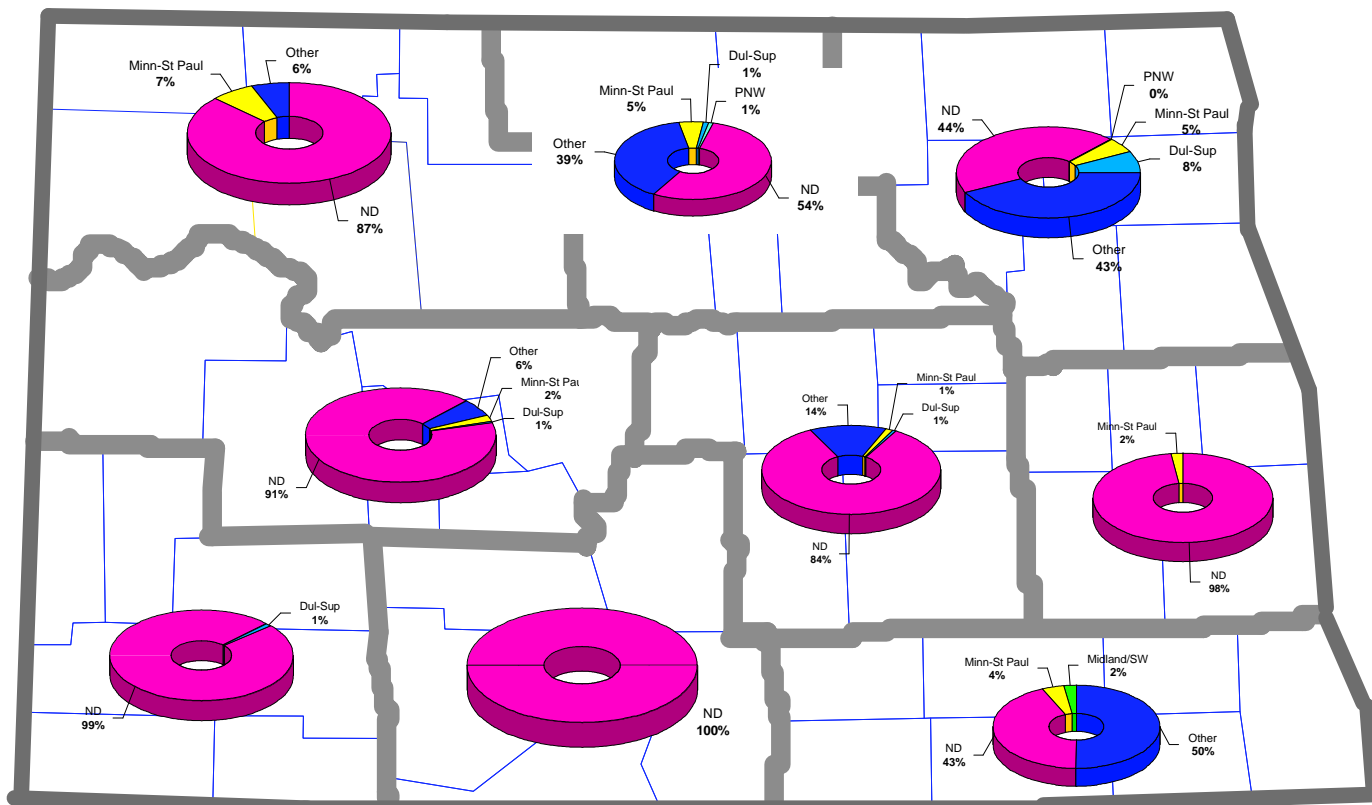 Minn-St Paul
7%
Other
6%
ND
87%
Dul-Sup
1%
Minn-St Paul
5%
PNW
1%
Other
39%
ND
54%
PNW
0%
ND
44%
Minn-St Paul
5%
Dul-Sup
8%
Other
43%
Other
6%
Minn-St Pau
2%
Dul-Sup
1%
ND
91%
Other
14%
Minn-St Paul
1%
Dul-Sup
1%
ND
84%
Minn-St Paul
2%
ND
98%
Dul-Sup
1%
ND
99%
ND
100%
Minn-St Paul
4%
Midland/SW
2%
ND
43%
Other
50%